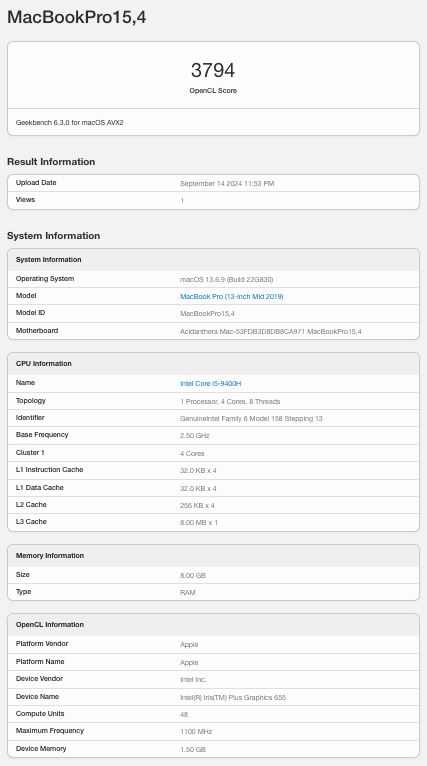 MacBookPro15,4
3794
OpenCL Score
Geekbench 6.3.0 for macOS AVX2
Result Information
Upload Date September 14 2024 11:53 PM
Views 1
System Information
System Information
Operating System macOS 13.6.9 (Build 22G830)
Model MacBook Pro (13-inch Mid 2019)
Model ID MacBookPro15,4
Motherboard Acidanthera Mac-53FDB3D8DB8CA971 MacBookPro15,4
CPU Information
Name Intel Core i5-9400H
Topology 1 Processor, 4 Cores, 8 Threads
Identifier GenuineIntel Family 6 Model 158 Stepping 13
Base Frequency 2.50 GHz
Cluster 1 4 Cores
L1 Instruction Cache 32.0 KB x 4
L1 Data Cache 32.0 KB x 4
L2 Cache 256 KB x 4
L3 Cache 8.00 MB x 1
Memory Information
Size 8.00 GB
Type RAM
OpenCL Information
Platform Vendor Apple
Platform Name Apple
Device Vendor Intel Inc.
Device Name Intel(R) Iris(TM) Plus Graphics 655
Compute Units 48
Maximum Frequency 1100 MHz
Device Memory 1.50 GB